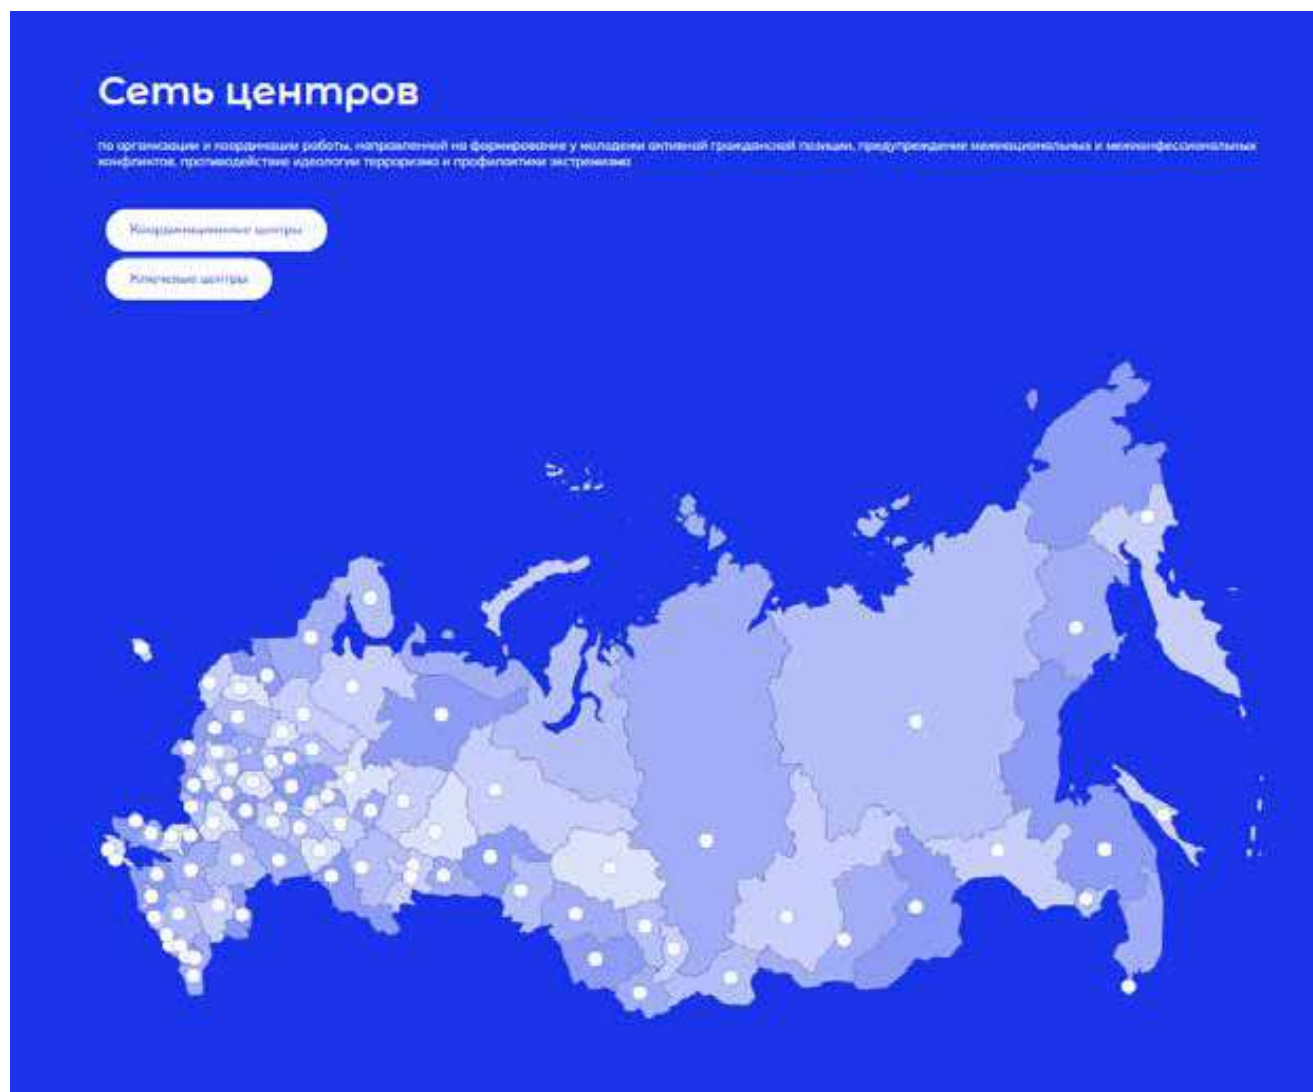 Сеть центров
по организации и координации работы, направленной на формирование у молодежи активной гражданской позиции, предупреждение межнациональных и межконфессиональных
конфликтов, противодействие идеологии терроризма и профилактики экстремизма
Координационные центры
Ключевые центры